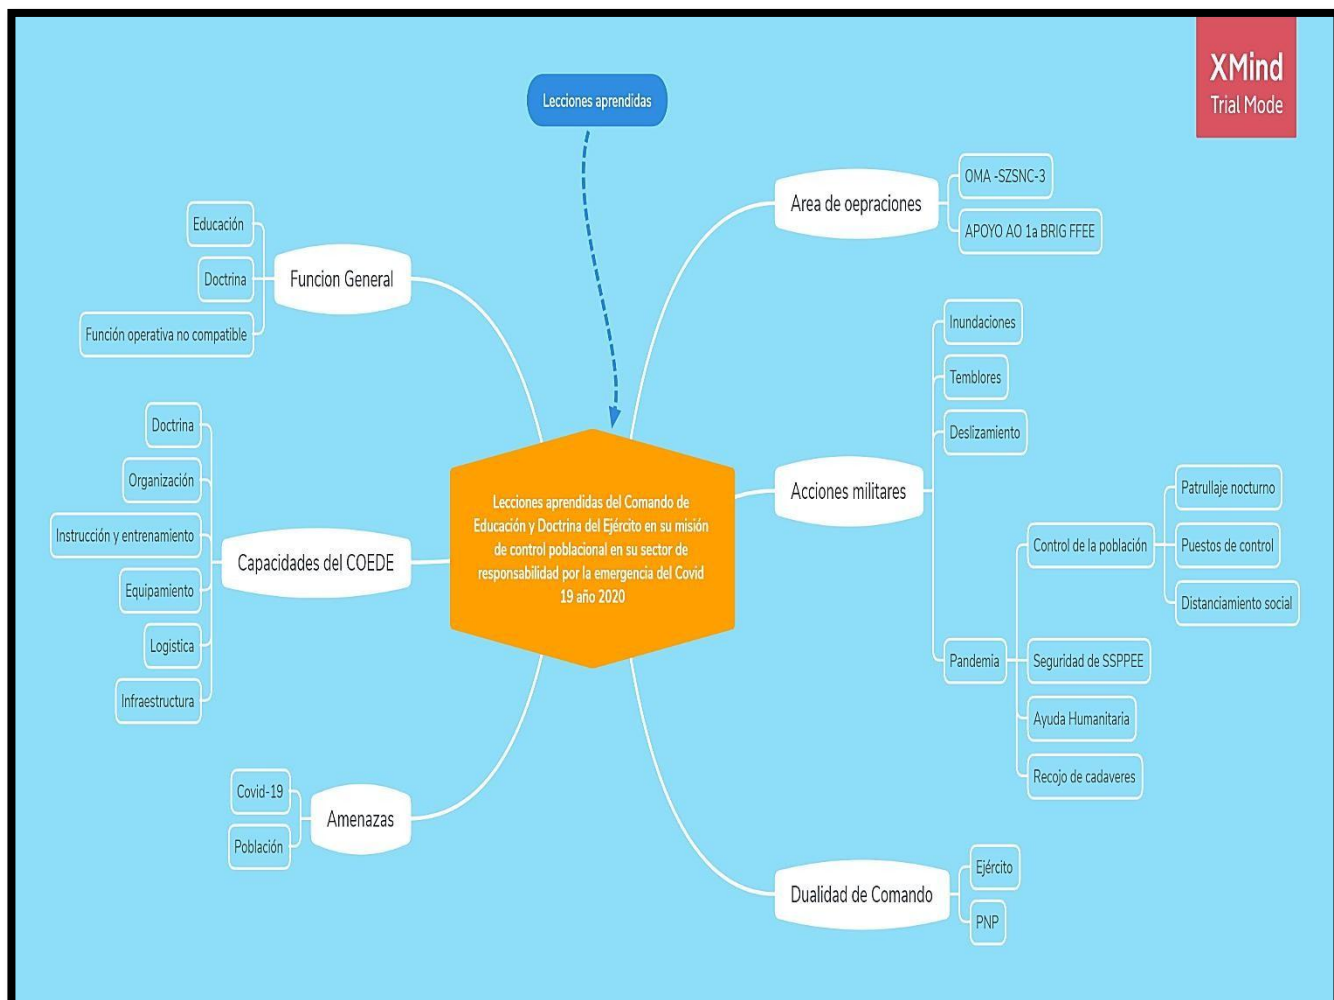 XMind
Trial Mode
Lecciones aprendidas
Area de oepraciones
OMA -SZSNC-3
APOYO AO 1a BRIG FFEE
Funcion General
Educación
Doctrina
Función operativa no compatible
Capacidades del COEDE
Doctrina
Organización
Instrucción y entrenamiento
Equipamiento
Logistica
Infraestructura
Amenazas
Covid-19
Población
Lecciones aprendidas del Comando de
Educación y Doctrina del Ejército en su misión
de control poblacional en su sector de
responsabilidad por la emergencia del Covid
19 año 2020
Acciones militares
Inundaciones
Temblores
Deslizamiento
Pandemia
Control de la población
Patrullaje nocturno
Puestos de control
Distanciamiento social
Seguridad de SSPPEE
Ayuda Humanitaria
Recojo de cadaveres
Dualidad de Comando
Ejército
PNP